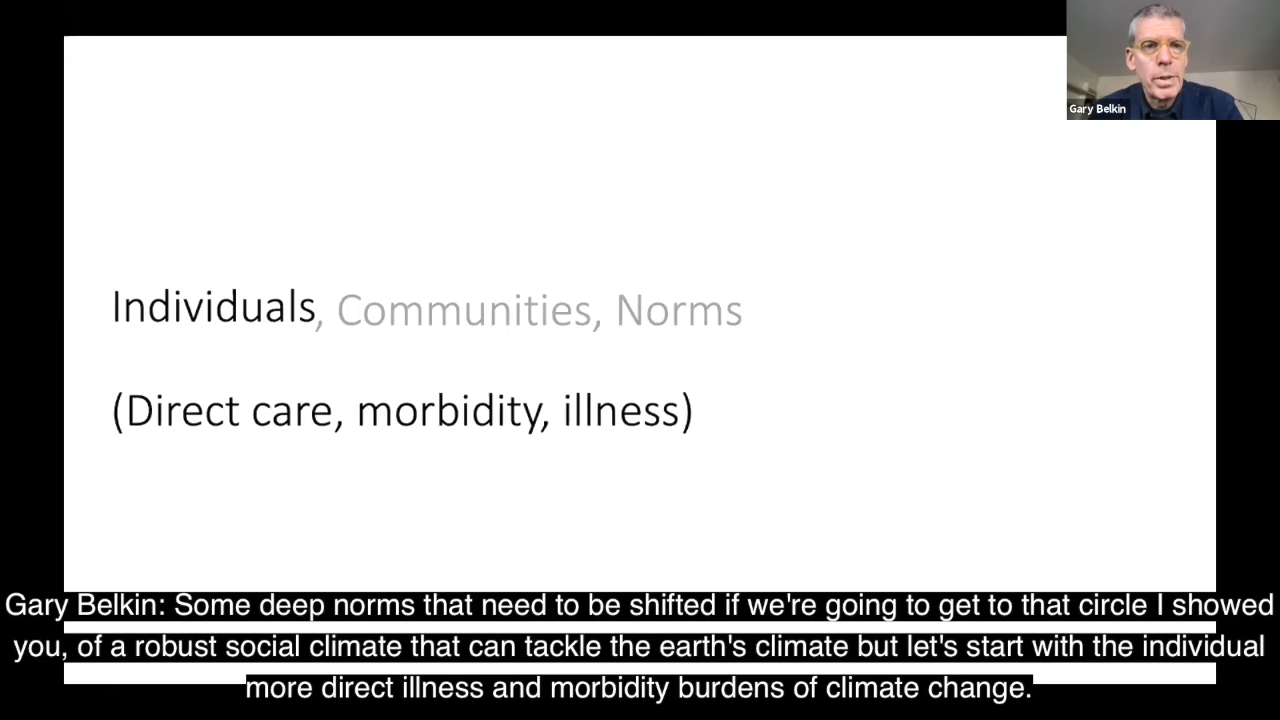 Gary Belkin
Individuals, Communities, Norms
(Direct care, morbidity, illness)
Gary Belkin: Some deep norms that need to be shifted if we're going to get to that circle I showed
you, of a robust social climate that can tackle the earth's climate but let's start with the individual
more direct illness and morbidity burdens of climate change.